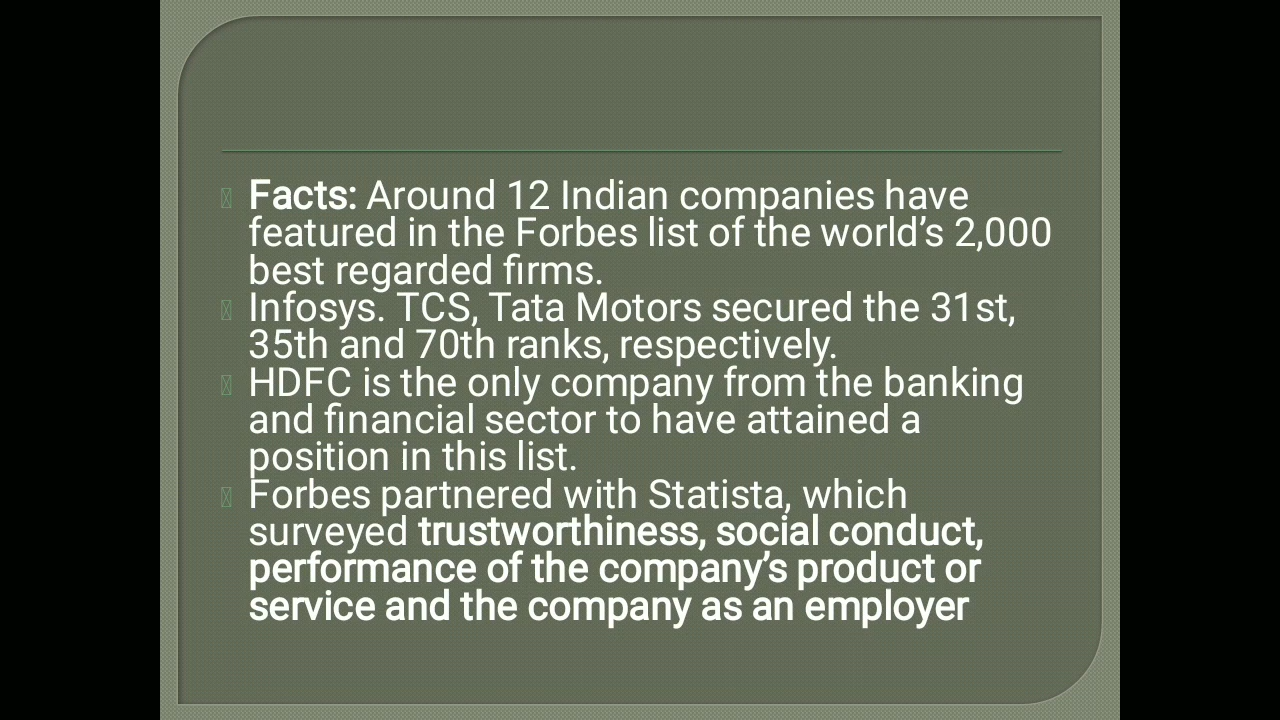 Facts: Around 12 Indian companies have
featured in the Forbes list of the world’s 2,000
best regarded firms.
Infosys. TCS, Tata Motors secured the 31st,
35th and 70th ranks, respectively.
HDFC is the only company from the banking
and financial sector to have attained a
position in this list.
Forbes partnered with Statista, which
surveyed trustworthiness, social conduct,
performance of the company’s product or
service and the company as an employer